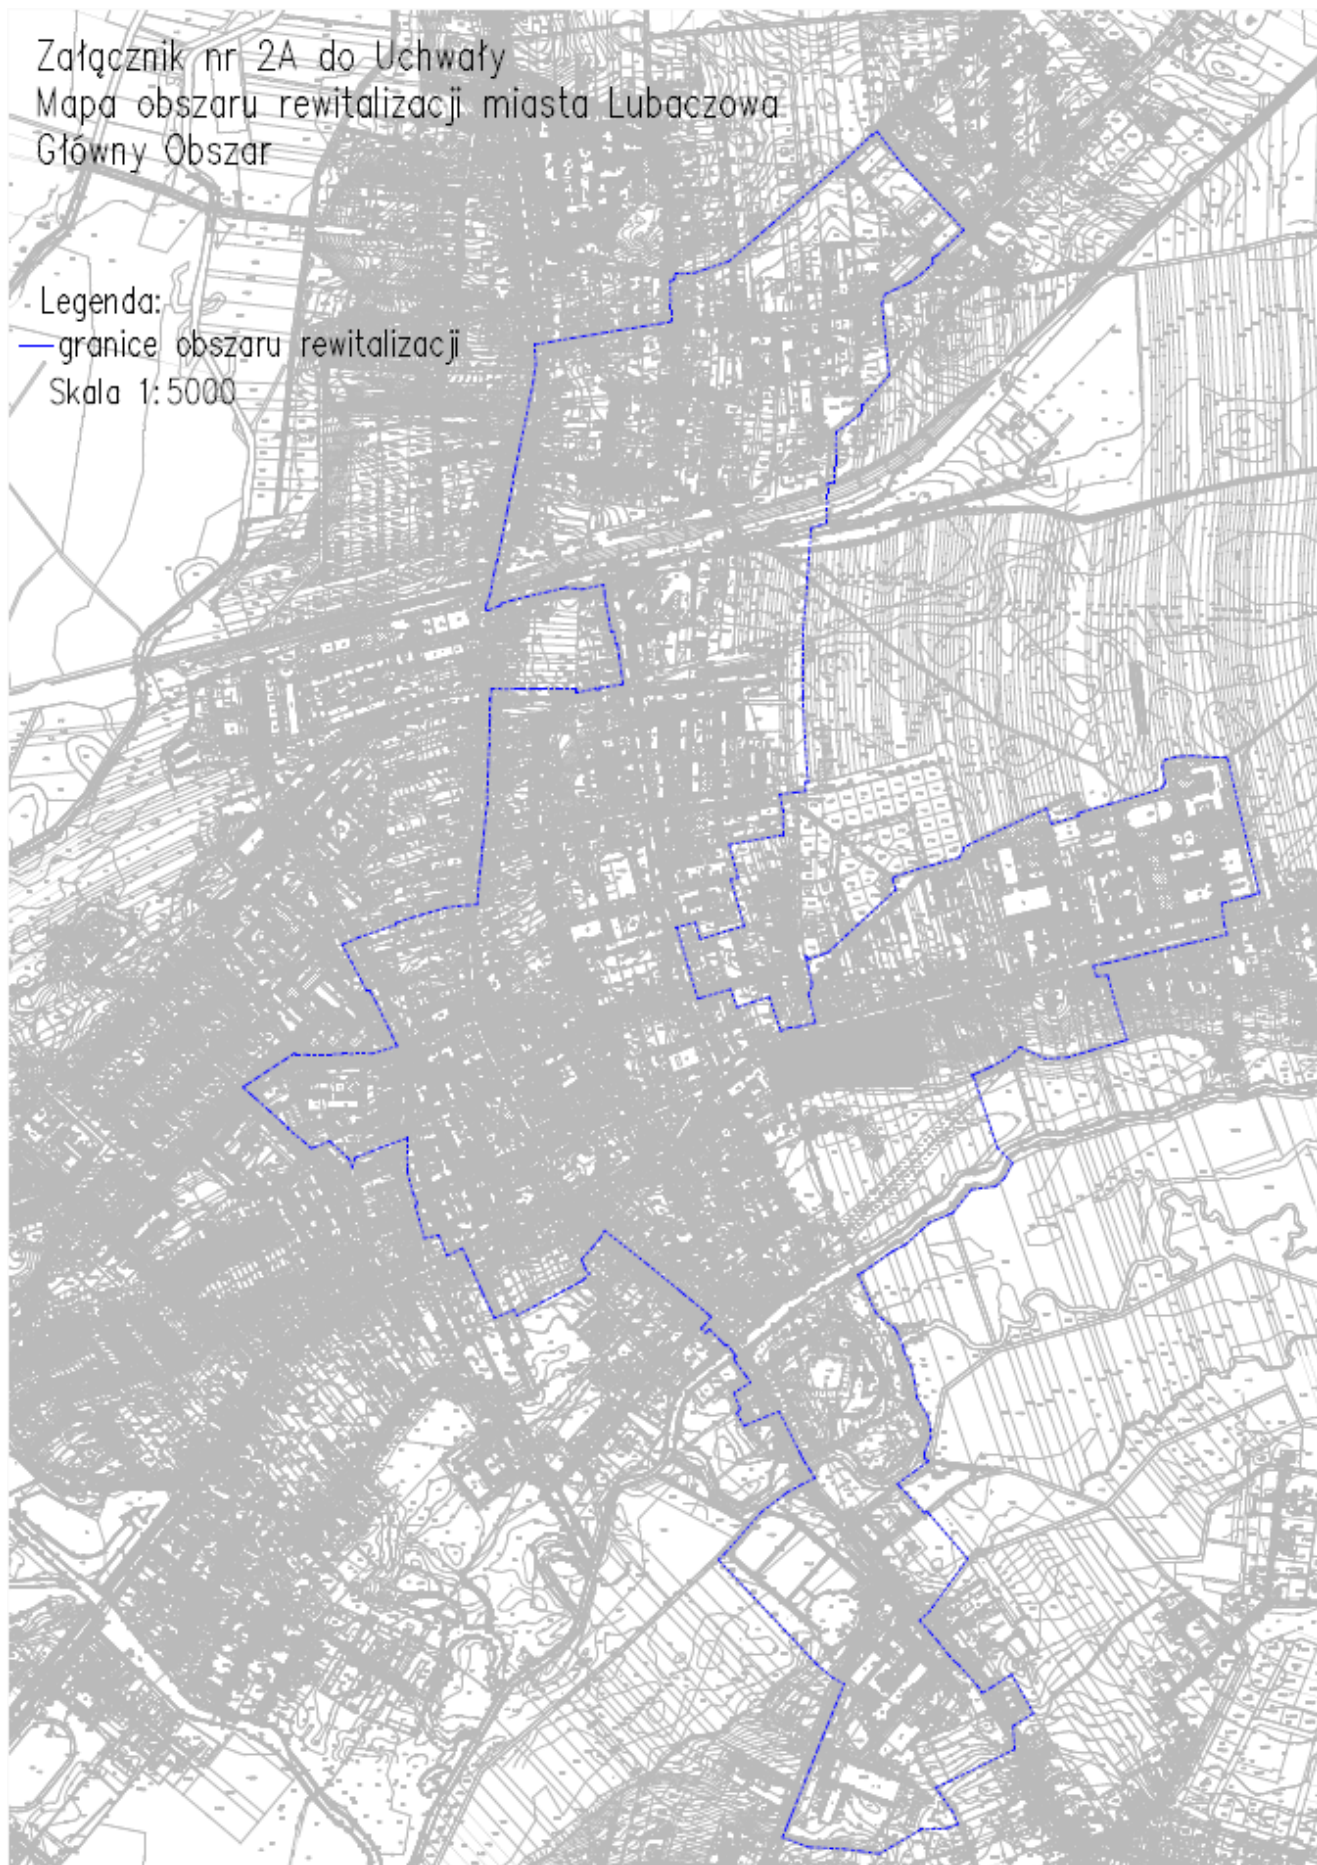 Załącznik nr 2A do Uchwały
Mapa obszaru rewitalizacji miasta Lubaczowa
Główny Obszar
Legenda:
granice obszaru rewitalizacji
Skala 1:5000